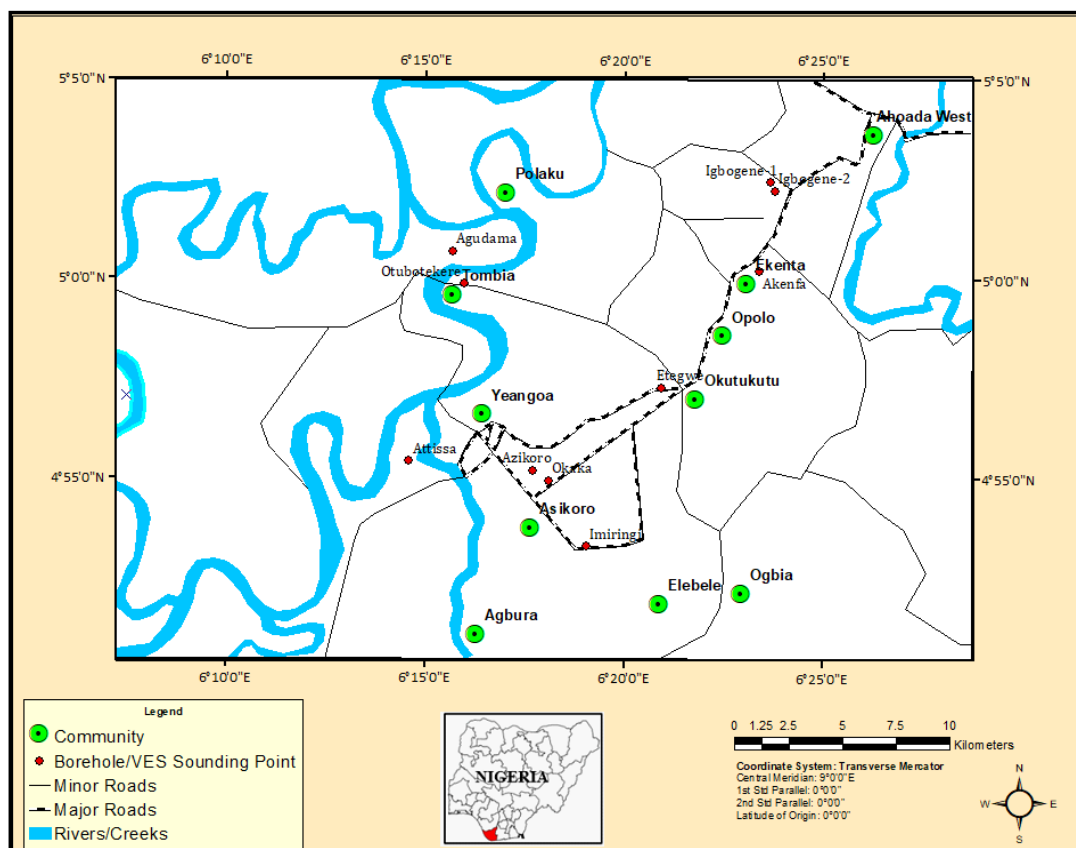 6°10'0"E 6°15'0"E 6°20'0"E 6°25'0"E
5°5'0"N 5°5'0"N
Ahoada West
Igbogene-1
Igbogene-2
Polaku
Agudama
Otubotekere
Tombia
Ekenta
5°0'0"N 5°0'0"N
Akenfa
Opolo
Etegwe
Okutukutu
Yeangoa
Attissa
Azikoro
Okaka
4°55'0"N 4°55'0"N
Asikoro
Imiringi
Elebele
Ogbia
Agbura
6°10'0"E 6°15'0"E 6°20'0"E 6°25'0"E
Legend
Community
Borehole/VES Sounding Point
Minor Roads
Major Roads
Rivers/Creeks
NIGERIA
0 1.25 2.5 5 7.5 10
Kilometers
Coordinate System: Transverse Mercator
Central Meridian: 9°0'0"E
1st Std Parallel: 0°0'0"
2nd Std Parallel: 0°0'0"
Latitude of Origin: 0°0'0"
N
W E
S